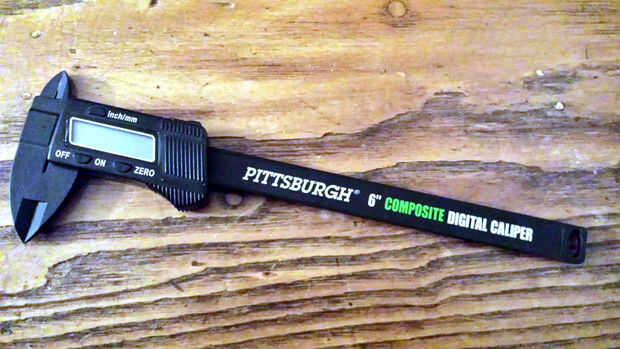 Inch/mm
OFF ON ZERO
PITTSBURGH® 6" COMPOSITE DIGITAL CALIPER